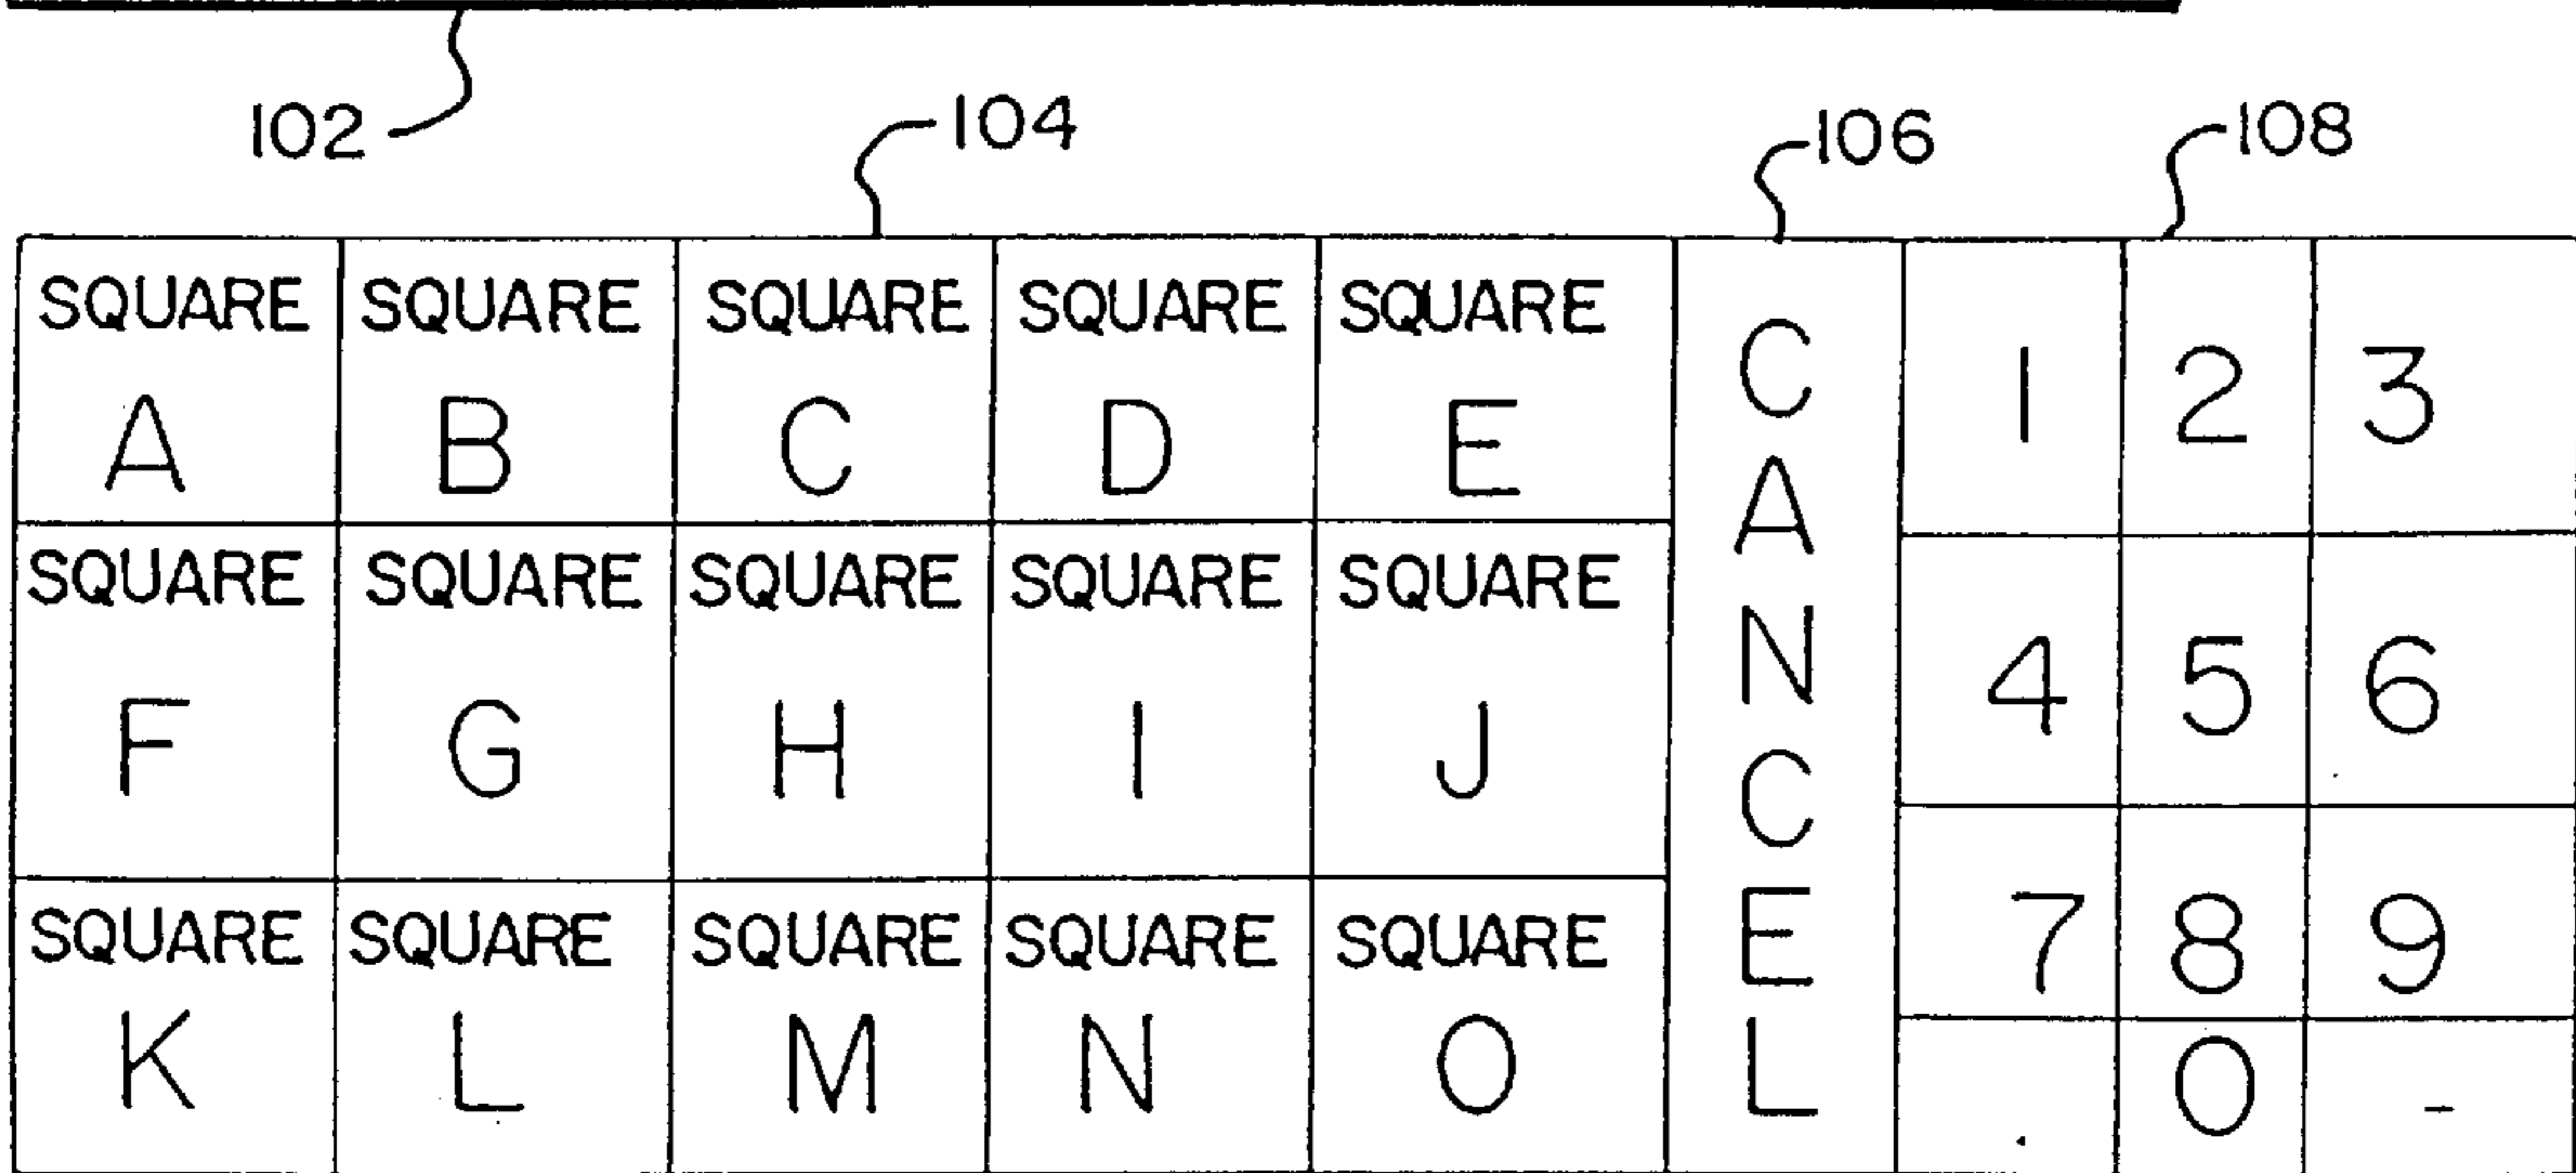 102 104 106 108
SQUARE SQUARE SQUARE SQUARE SQUARE
A B C D E
SQUARE SQUARE SQUARE SQUARE SQUARE
F G H I J
SQUARE SQUARE SQUARE SQUARE SQUARE
K L M N O
CANCEL
1 2 3
4 5 6
7 8 9
. 0 -